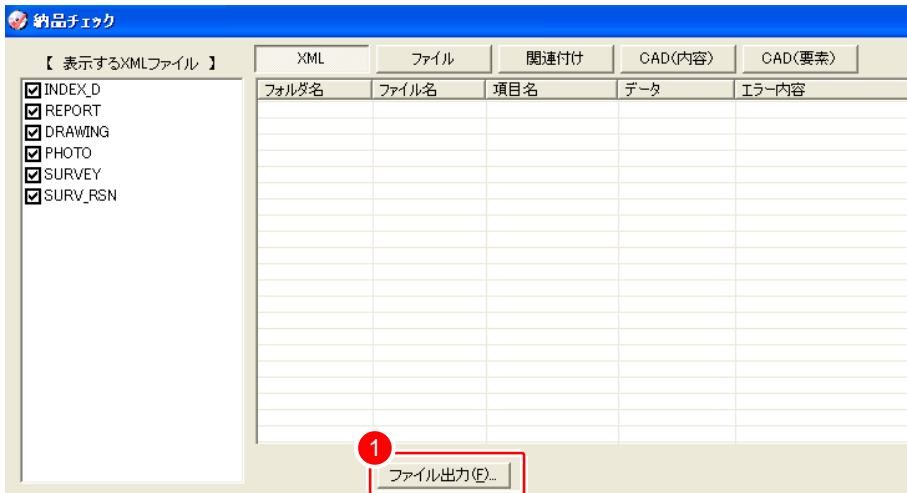 納品チェック
【 表示するXMLファイル 】
XML ファイル 関連付け CAD(内容) CAD(要素)
INDEX_D
REPORT
DRAWING
PHOTO
SURVEY
SURV_RSN
フォルダ名 ファイル名 項目名 データ エラー内容
1
ファイル出力(F)...